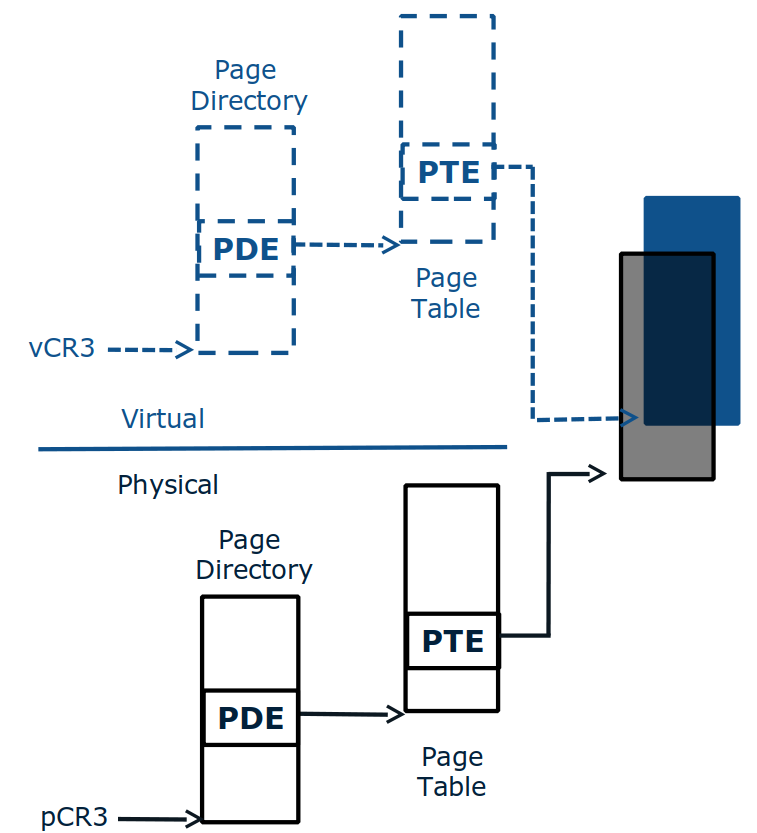 Page
Directory
PTE
PDE
Page
Table
vCR3
Virtual
Physical
Page
Directory
PTE
PDE
Page
Table
pCR3